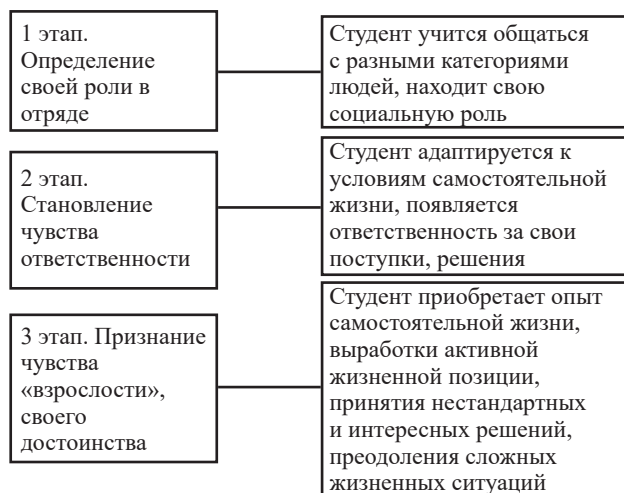 1 этап.
Определение
своей роли в
отряде
Студент учится общаться
с разными категориями
людей, находит свою
социальную роль
2 этап.
Становление
чувства
ответственности
Студент адаптируется к
условиям самостоятельной
жизни, появляется
ответственность за свои
поступки, решения
3 этап. Признание
чувства
«взрослости»,
своего
достоинства
Студент приобретает опыт
самостоятельной жизни,
выработки активной
жизненной позиции,
принятия нестандартных
и интересных решений,
преодоления сложных
жизненных ситуаций